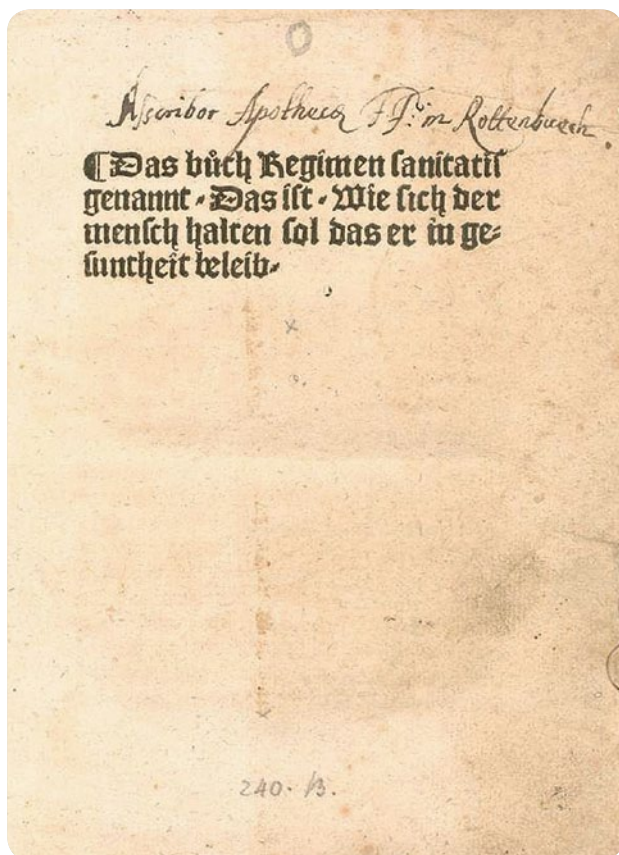 Ascribor Apothecæ FF: in Rottenbuech.
¶Das bůch Regimen sanitatis
genannt. Das ist. Wie sich der
mensch halten sol das er in ge⸗
suntheit beleib.
240. B.